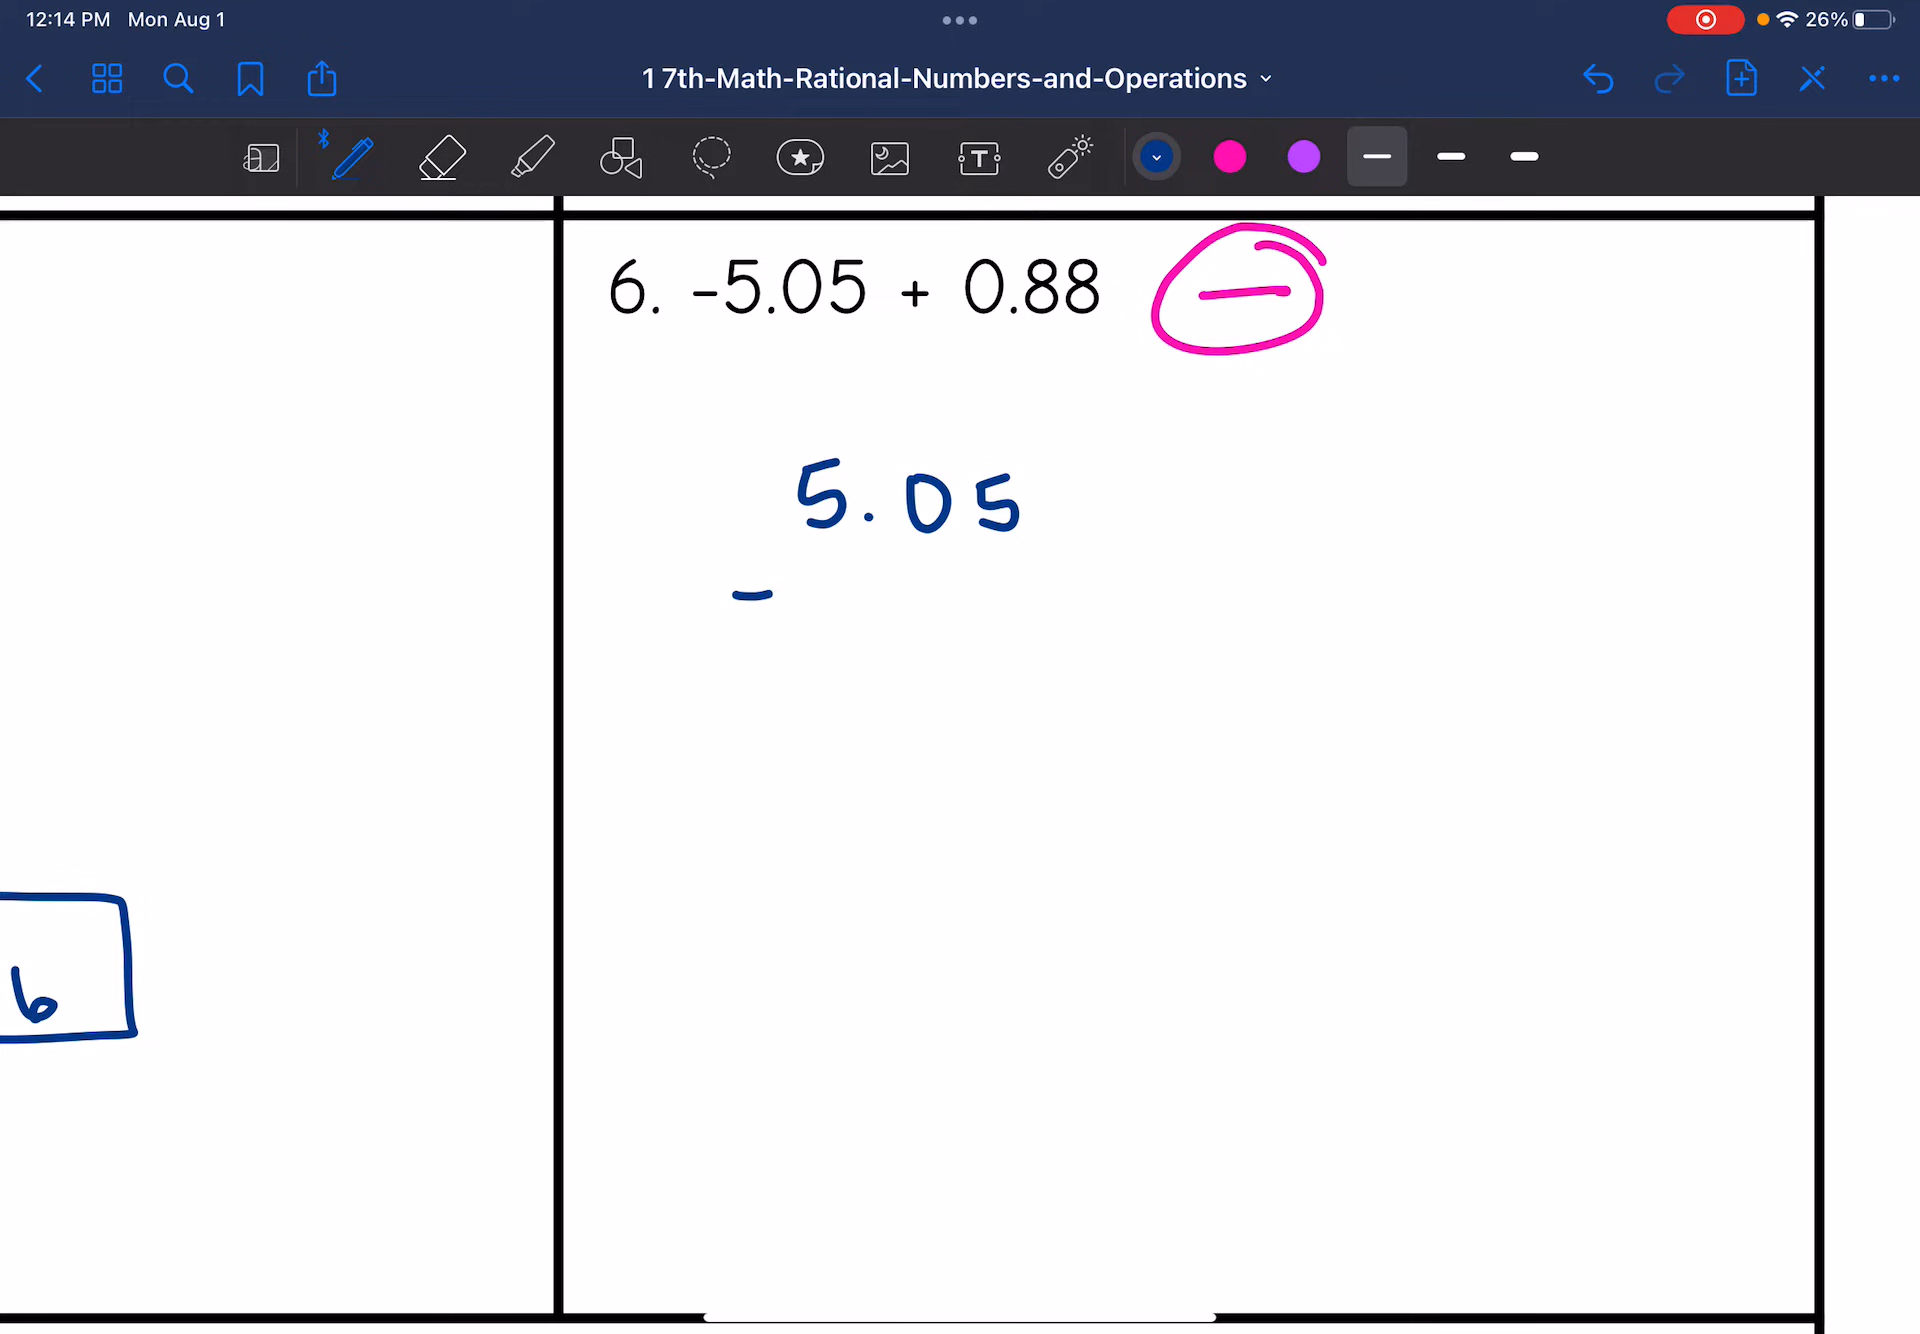 12:14 PM Mon Aug 1
26%
1 7th-Math-Rational-Numbers-and-Operations
6. -5.05 + 0.88 −
5.05
−
6